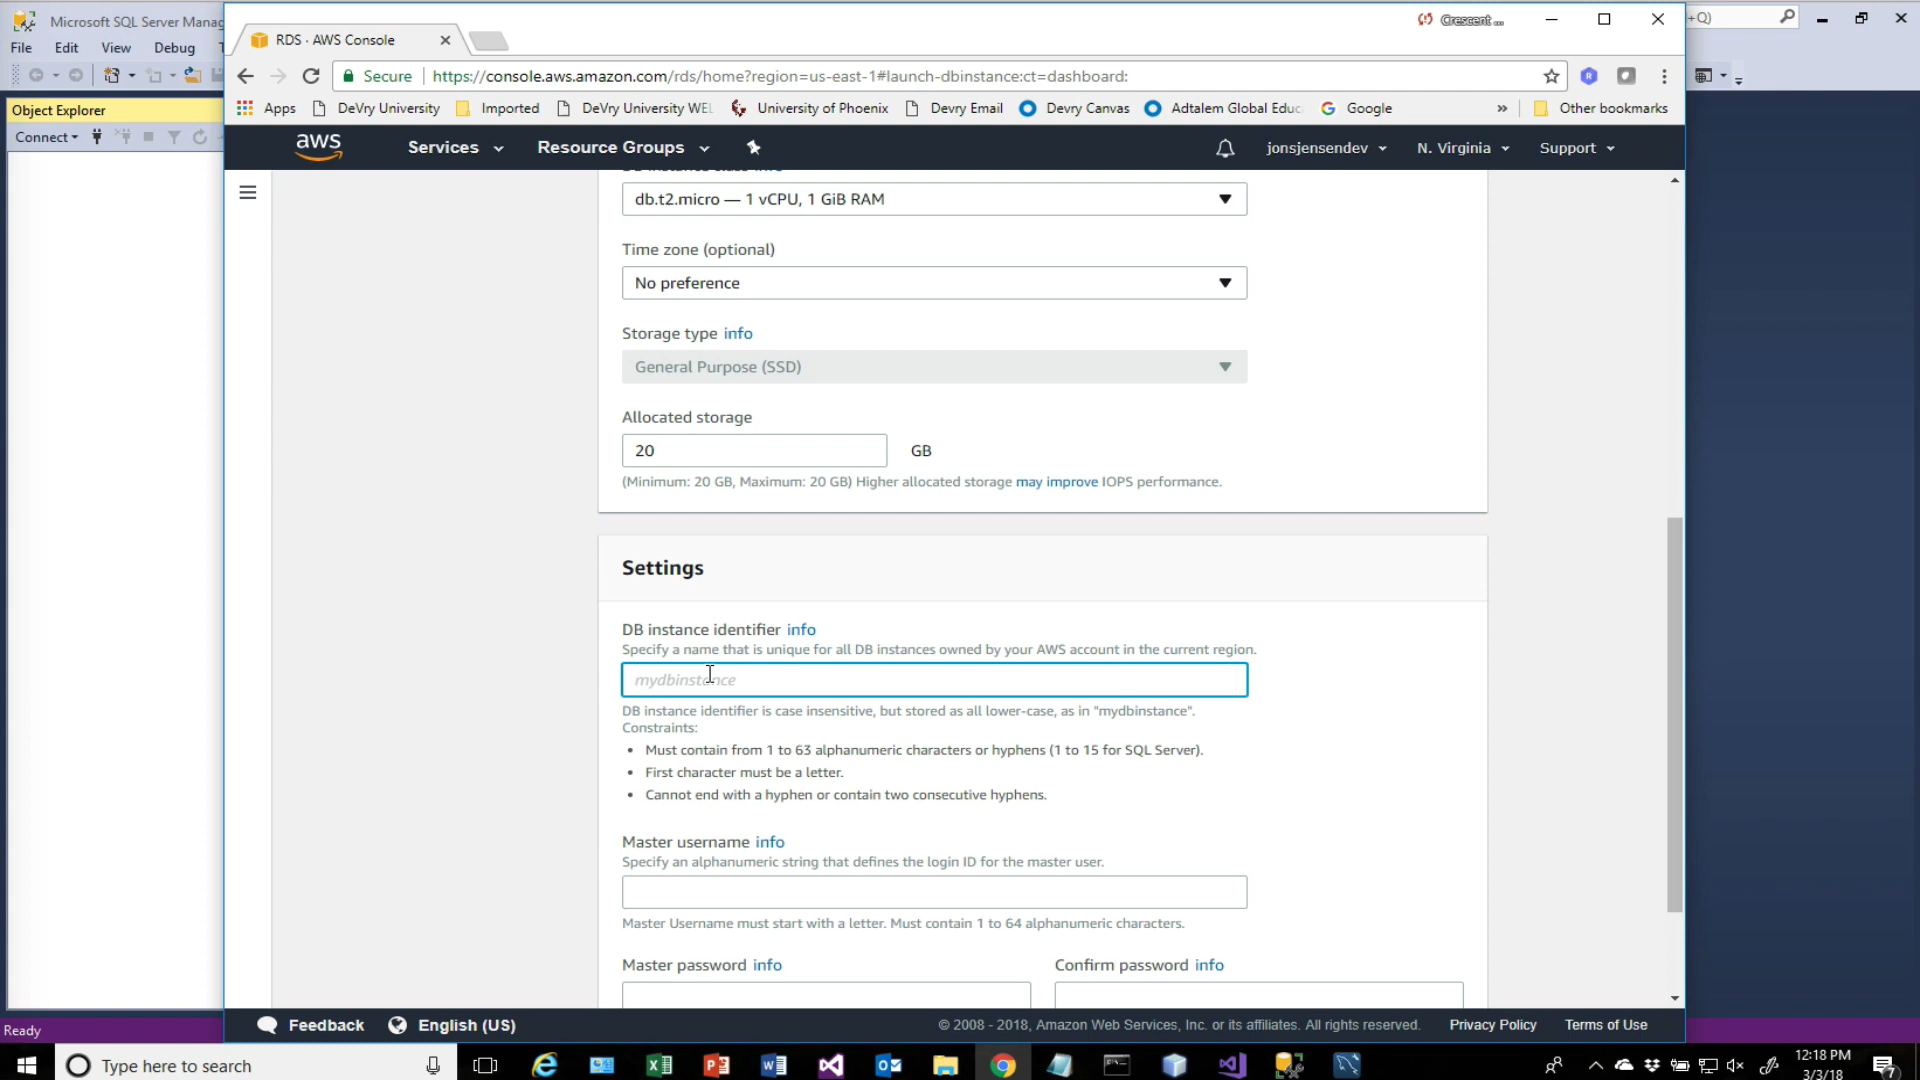 Microsoft SQL Server Manag
Crescent ...
+Q)
RDS · AWS Console
File Edit View Debug
Secure https://console.aws.amazon.com/rds/home?region=us-east-1#launch-dbinstance:ct=dashboard:
Object Explorer
Apps DeVry University Imported DeVry University WEL University of Phoenix Devry Email Devry Canvas Adtalem Global Educ Google » Other bookmarks
Connect
aws Services Resource Groups jonsjensendev N. Virginia Support
db.t2.micro — 1 vCPU, 1 GiB RAM
Time zone (optional)
No preference
Storage type info
General Purpose (SSD)
Allocated storage
20 GB
(Minimum: 20 GB, Maximum: 20 GB) Higher allocated storage may improve IOPS performance.
Settings
DB instance identifier info
Specify a name that is unique for all DB instances owned by your AWS account in the current region.
mydbinstance
DB instance identifier is case insensitive, but stored as all lower-case, as in "mydbinstance".
Constraints:
• Must contain from 1 to 63 alphanumeric characters or hyphens (1 to 15 for SQL Server).
• First character must be a letter.
• Cannot end with a hyphen or contain two consecutive hyphens.
Master username info
Specify an alphanumeric string that defines the login ID for the master user.
Master Username must start with a letter. Must contain 1 to 64 alphanumeric characters.
Master password info Confirm password info
Feedback English (US) © 2008 - 2018, Amazon Web Services, Inc. or its affiliates. All rights reserved. Privacy Policy Terms of Use
Ready
Type here to search
12:18 PM
3/3/18
7